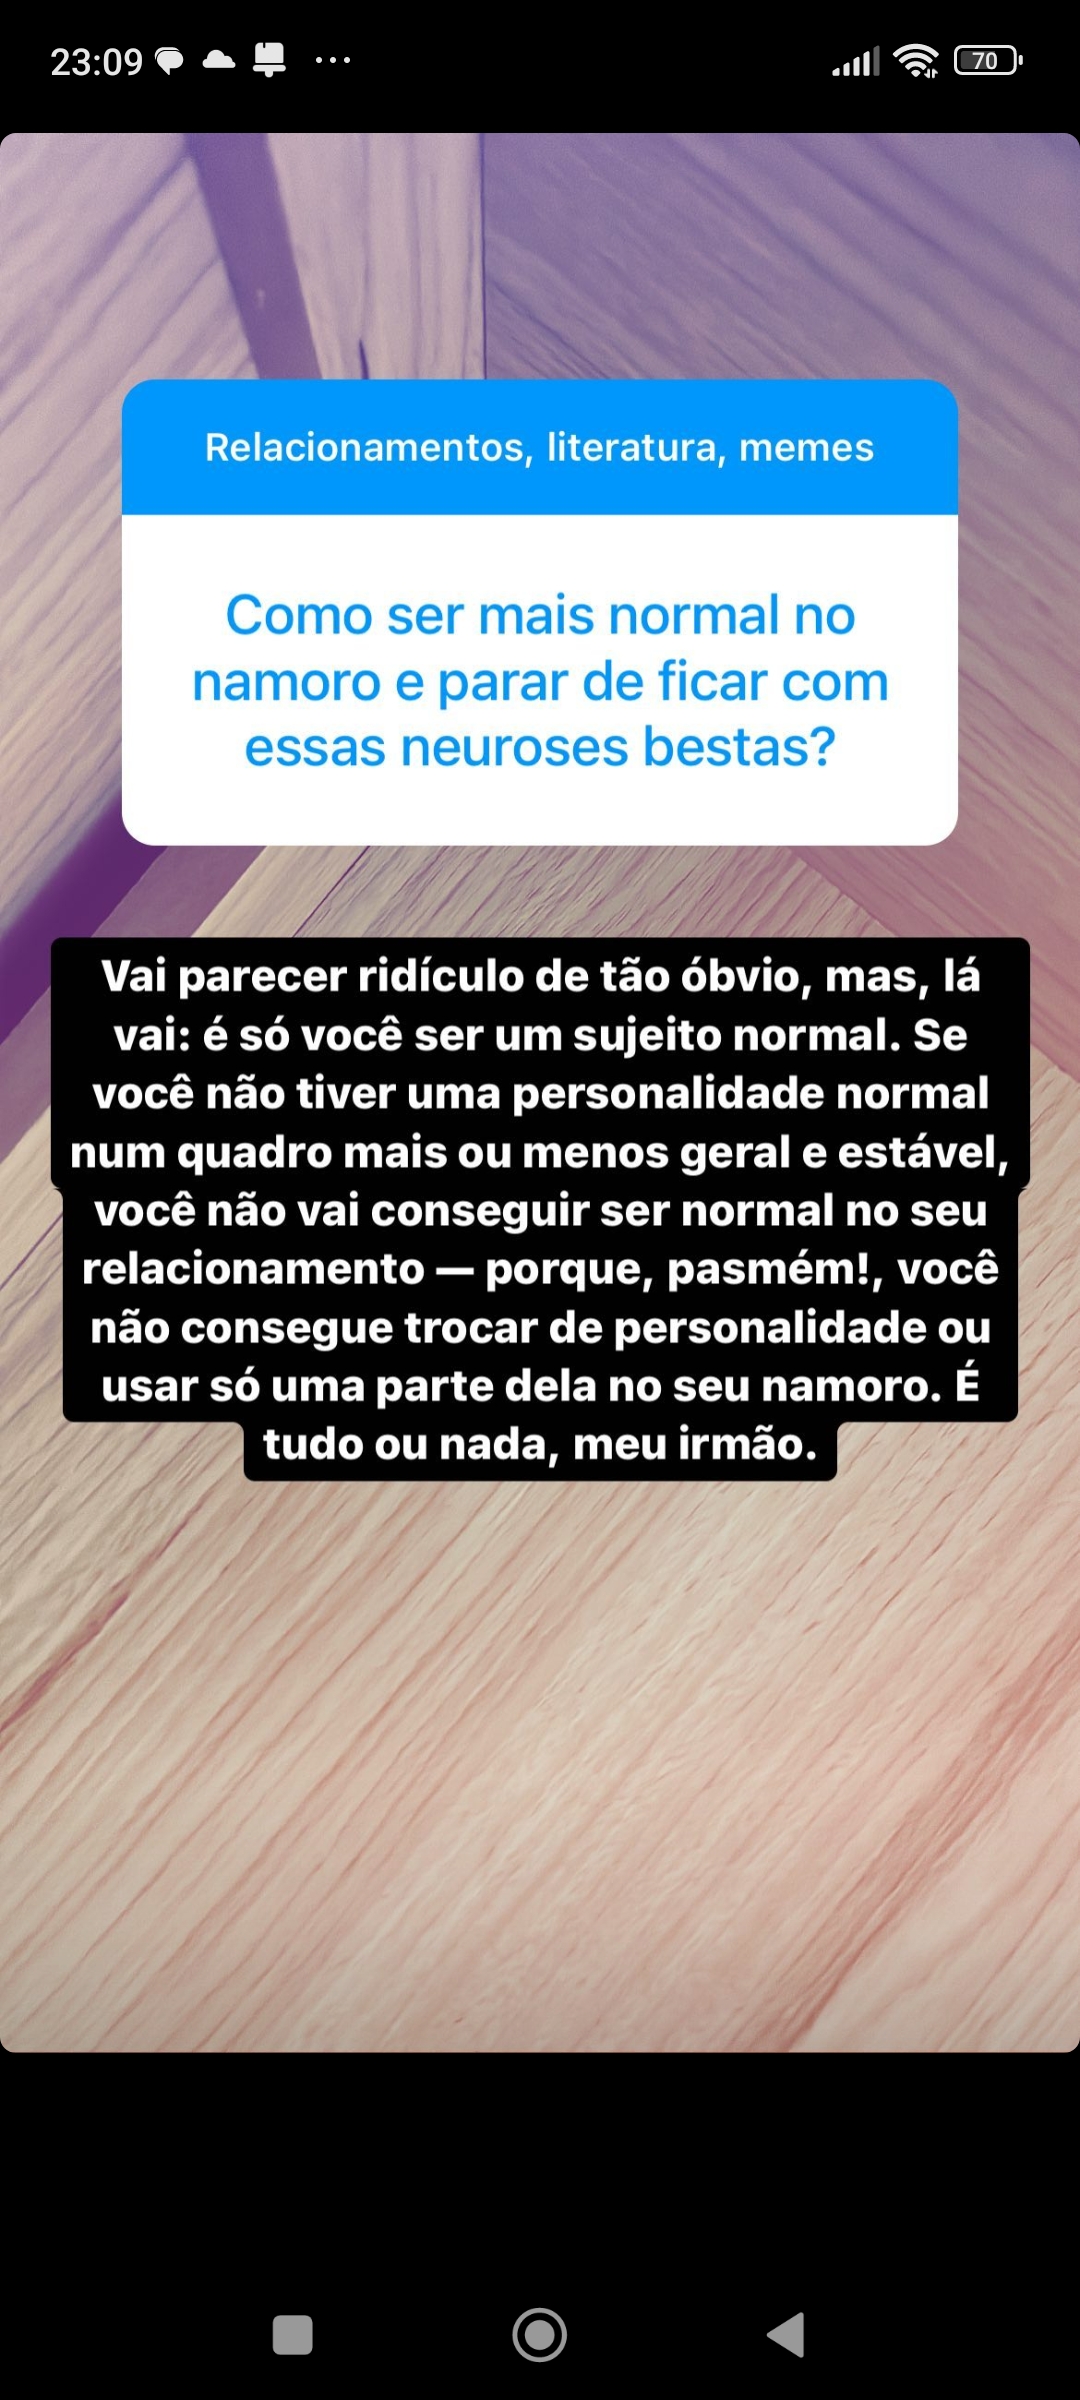 23:09
70
Relacionamentos, literatura, memes
Como ser mais normal no
namoro e parar de ficar com
essas neuroses bestas?
Vai parecer ridículo de tão óbvio, mas, lá
vai: é só você ser um sujeito normal. Se
você não tiver uma personalidade normal
num quadro mais ou menos geral e estável,
você não vai conseguir ser normal no seu
relacionamento — porque, pasmém!, você
não consegue trocar de personalidade ou
usar só uma parte dela no seu namoro. É
tudo ou nada, meu irmão.